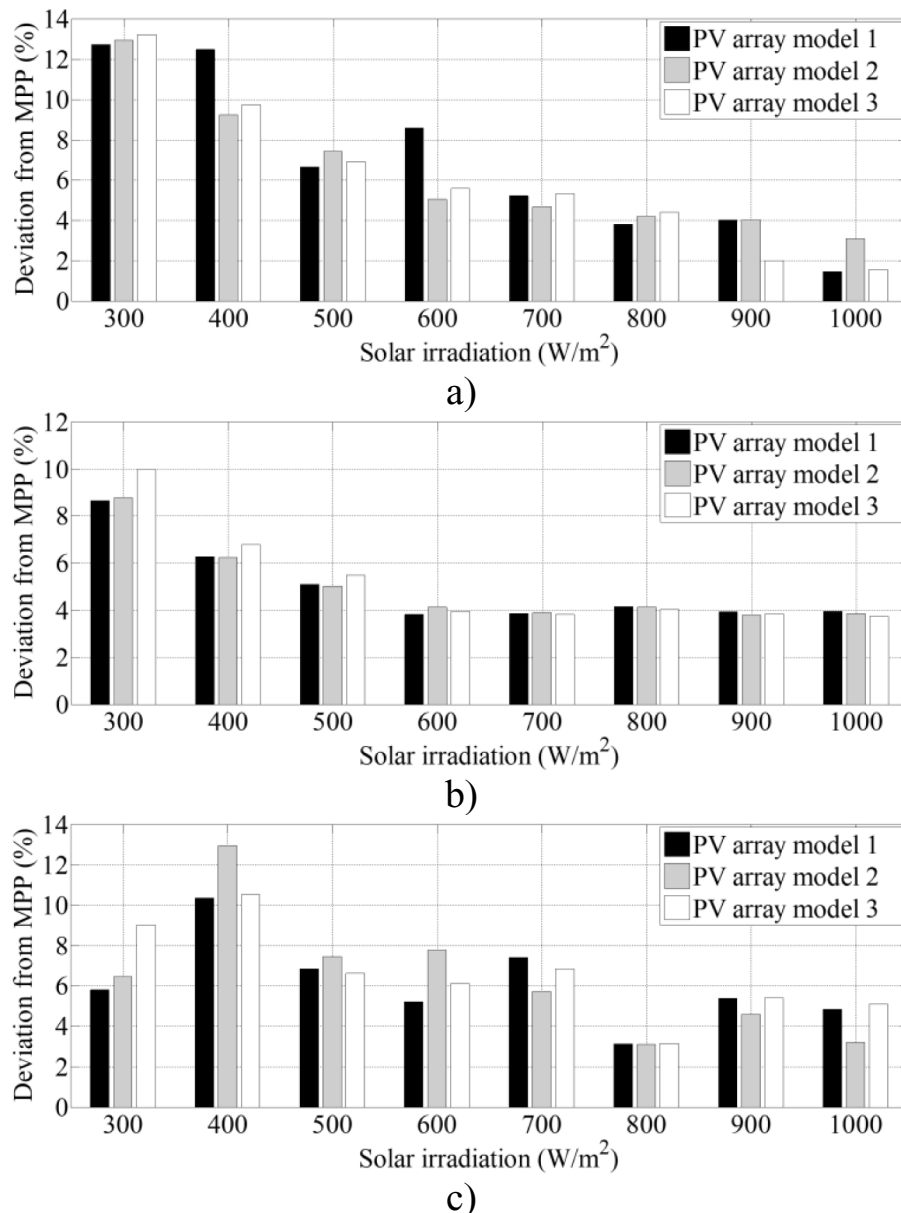 14
12
10
8
6
4
2
0
Deviation from MPP (%)
PV array model 1
PV array model 2
PV array model 3
300 400 500 600 700 800 900 1000
Solar irradiation (W/m²)
a)
12
10
8
6
4
2
0
Deviation from MPP (%)
PV array model 1
PV array model 2
PV array model 3
300 400 500 600 700 800 900 1000
Solar irradiation (W/m²)
b)
14
12
10
8
6
4
2
0
Deviation from MPP (%)
PV array model 1
PV array model 2
PV array model 3
300 400 500 600 700 800 900 1000
Solar irradiation (W/m²)
c)